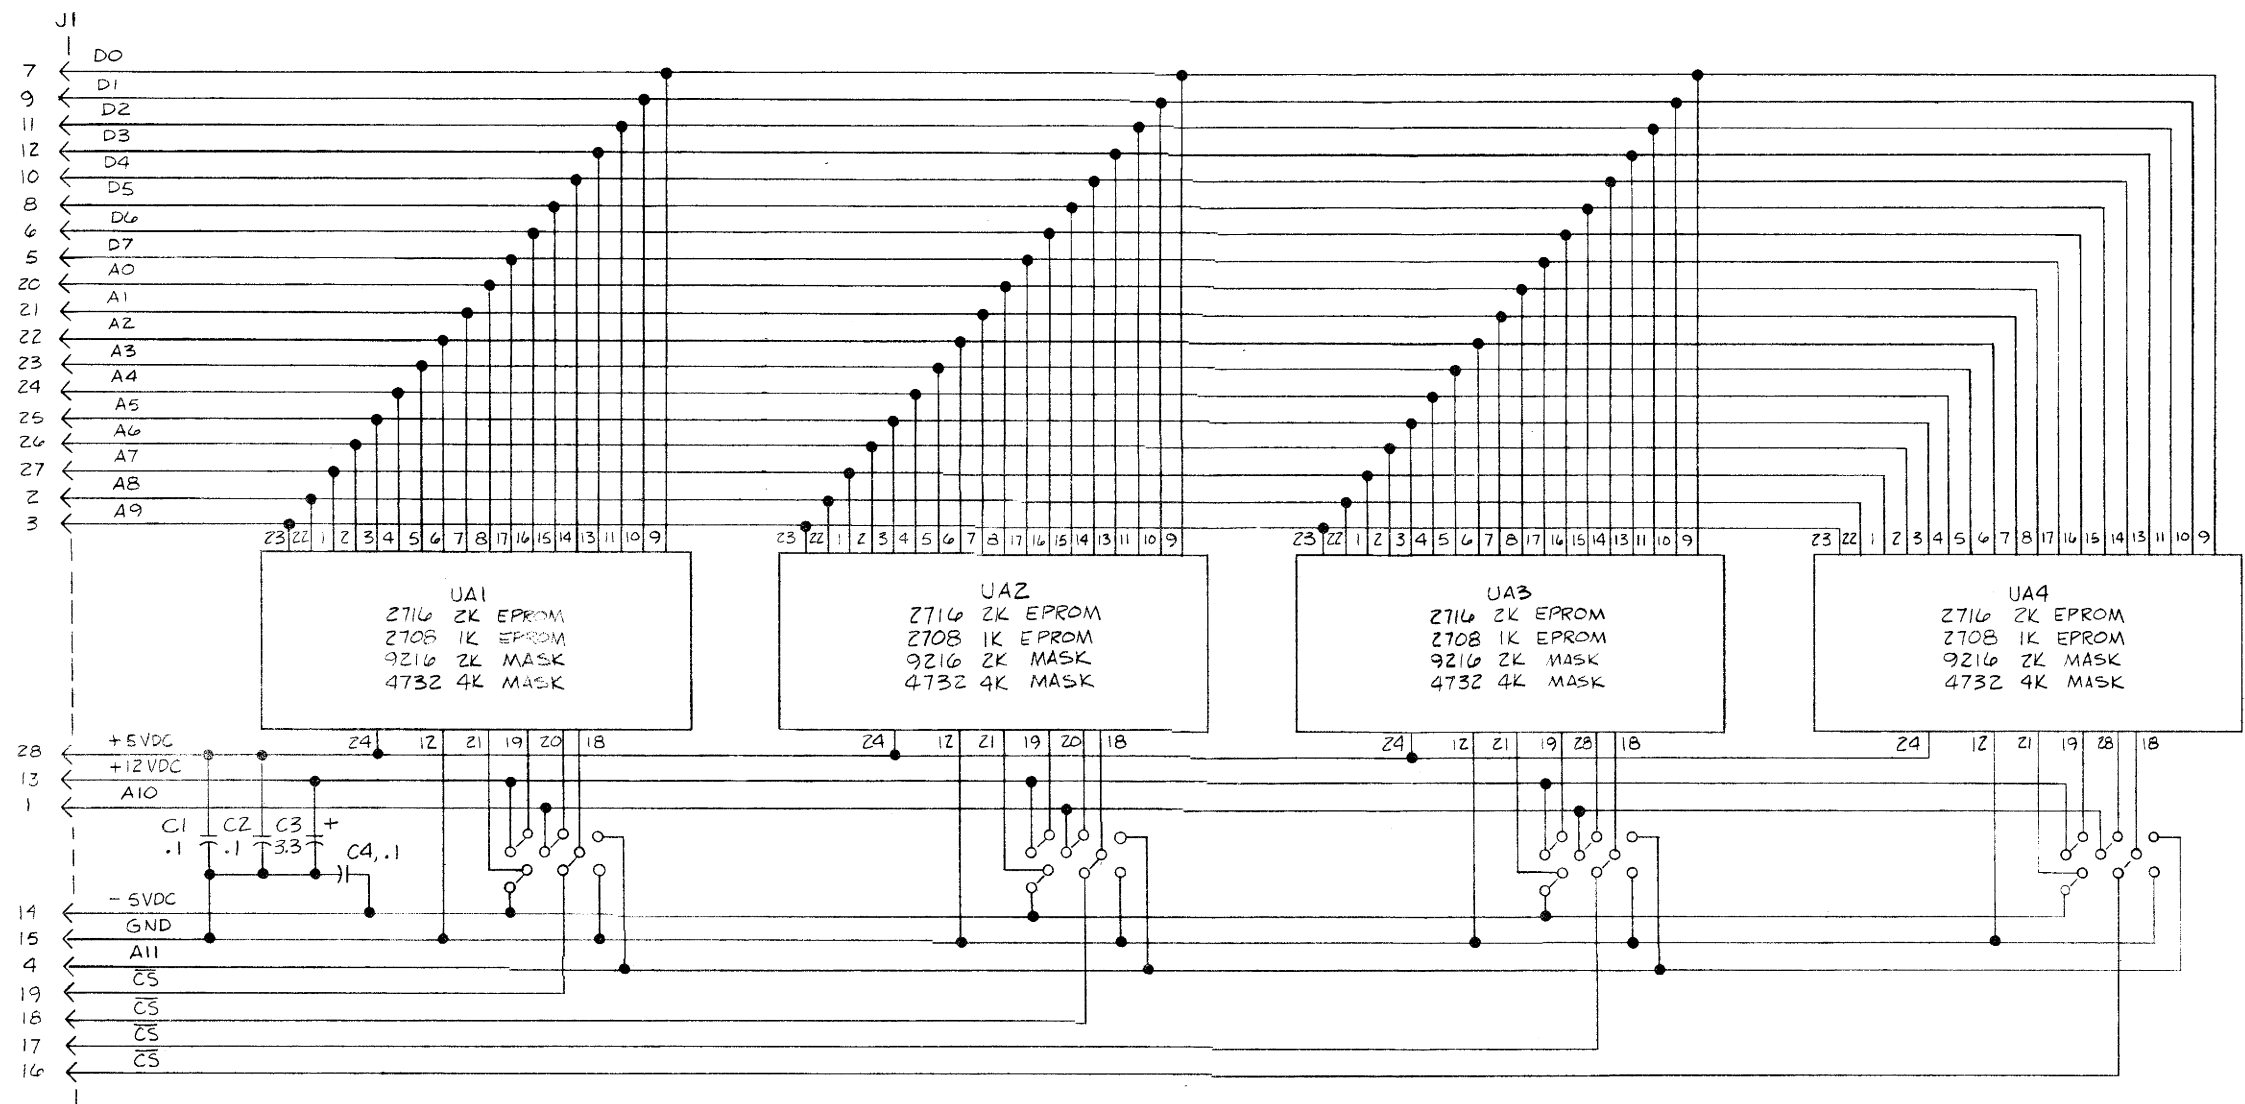 J1
7 D0
9 D1
11 D2
12 D3
10 D4
8 D5
6 D6
5 D7
20 A0
21 A1
22 A2
23 A3
24 A4
25 A5
26 A6
27 A7
2 A8
3 A9
23 22 1 2 3 4 5 6 7 8 17 16 15 14 13 11 10 9
23 22 1 2 3 4 5 6 7 8 17 16 15 14 13 11 10 9
23 22 1 2 3 4 5 6 7 8 17 16 15 14 13 11 10 9
23 22 1 2 3 4 5 6 7 8 17 16 15 14 13 11 10 9
UA1
2716 2K EPROM
2708 1K EPROM
9216 2K MASK
4732 4K MASK
UA2
2716 2K EPROM
2708 1K EPROM
9216 2K MASK
4732 4K MASK
UA3
2716 2K EPROM
2708 1K EPROM
9216 2K MASK
4732 4K MASK
UA4
2716 2K EPROM
2708 1K EPROM
9216 2K MASK
4732 4K MASK
24 12 21 19 20 18
24 12 21 19 20 18
24 12 21 19 28 18
24 12 21 19 28 18
28 +5VDC
13 +12VDC
1 A10
C1 .1
C2 .1
C3 + 3.3
C4, .1
14 -5VDC
15 GND
4 A11
19 C̅S̅
18 C̅S̅
17 C̅S̅
16 C̅S̅